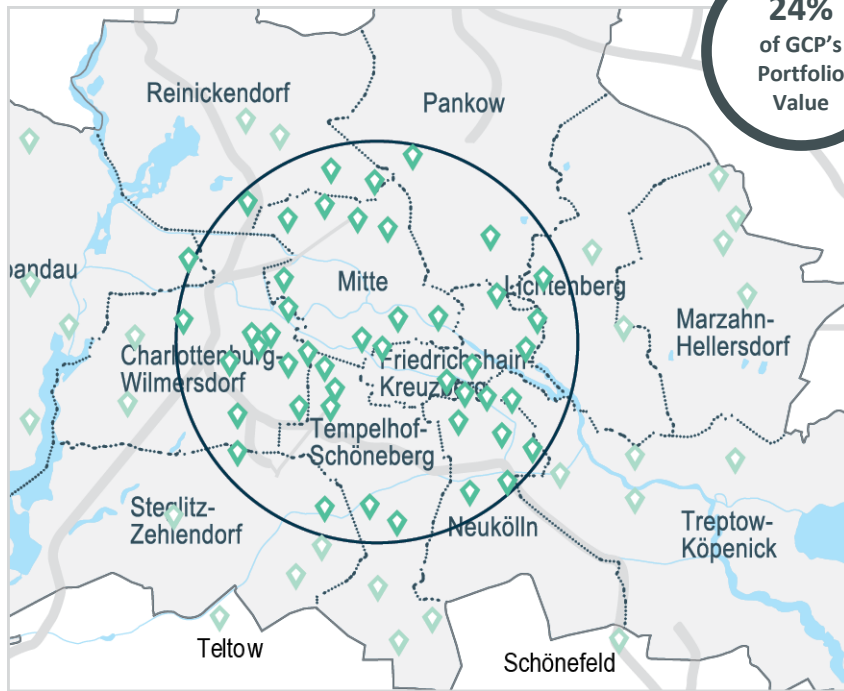 24%
of GCP's
Portfolio
Value
Reinickendorf
Pankow
Mitte
Lichtenberg
Marzahn-
Hellersdorf
Charlottenburg-
Wilmersdorf
Friedrichshain-
Kreuzberg
Tempelhof-
Schöneberg
Steglitz-
Zehlendorf
Neukölln
Treptow-
Köpenick
Teltow
Schönefeld